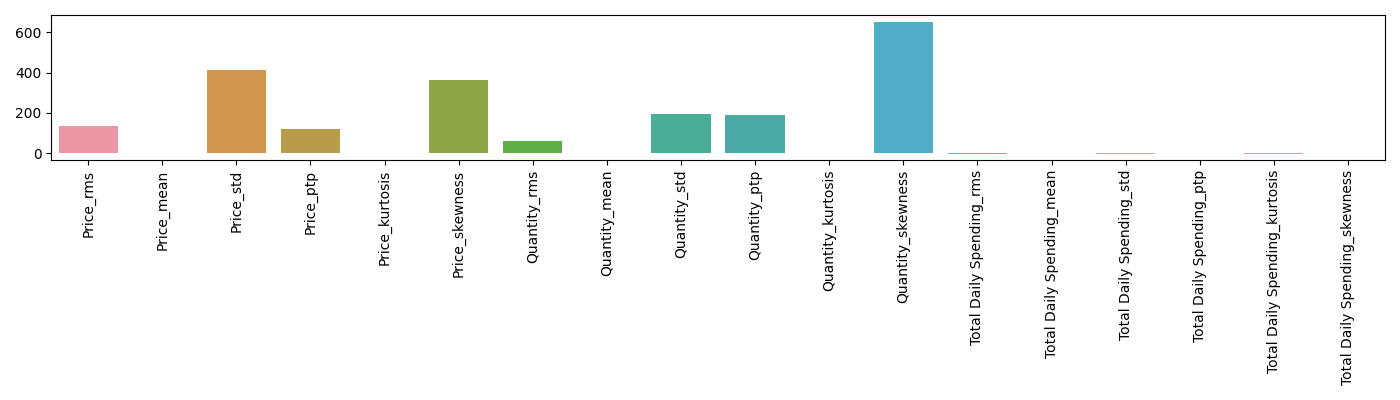 600
400
200
0
Price_rms
Price_mean
Price_std
Price_ptp
Price_kurtosis
Price_skewness
Quantity_rms
Quantity_mean
Quantity_std
Quantity_ptp
Quantity_kurtosis
Quantity_skewness
Total Daily Spending_rms
Total Daily Spending_mean
Total Daily Spending_std
Total Daily Spending_ptp
Total Daily Spending_kurtosis
Total Daily Spending_skewness